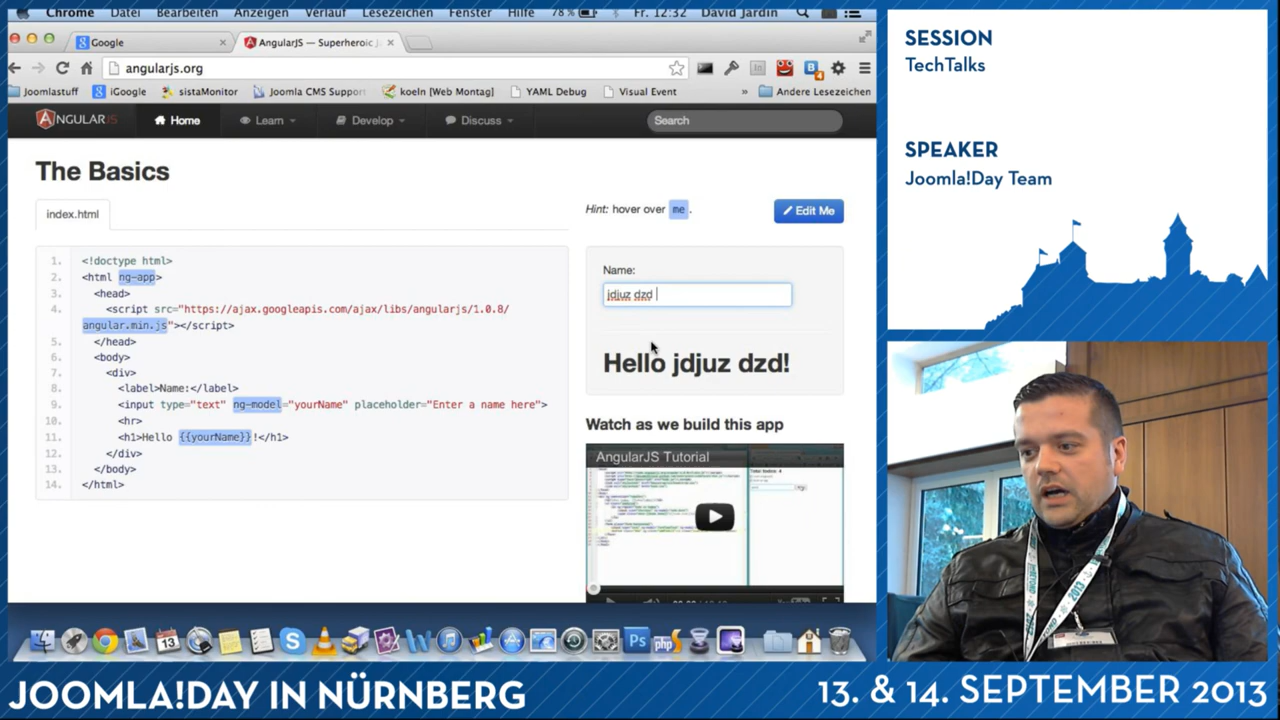 Chrome Datei Bearbeiten Anzeigen Verlauf Lesezeichen Fenster Hilfe 78 % Fr. 12:32 David Jardin
Google
AngularJS — Superheroic J
angularjs.org
Joomlastuff iGoogle sistaMonitor Joomla CMS Support koeln [Web Montag] YAML Debug Visual Event » Andere Lesezeichen
ANGULARJS Home Learn Develop Discuss Search
The Basics
index.html
Hint: hover over me .
Edit Me
1. <!doctype html>
2. <html ng-app>
3. <head>
4. <script src="https://ajax.googleapis.com/ajax/libs/angularjs/1.0.8/
angular.min.js"></script>
5. </head>
6. <body>
7. <div>
8. <label>Name:</label>
9. <input type="text" ng-model="yourName" placeholder="Enter a name here">
10. <hr>
11. <h1>Hello {{yourName}}!</h1>
12. </div>
13. </body>
14. </html>
Name:
jdjuz dzd
Hello jdjuz dzd!
Watch as we build this app
AngularJS Tutorial
13
Ps
php
SESSION
TechTalks
SPEAKER
Joomla!Day Team
2013
JOOMLA!DAY IN NÜRNBERG
13. & 14. SEPTEMBER 2013